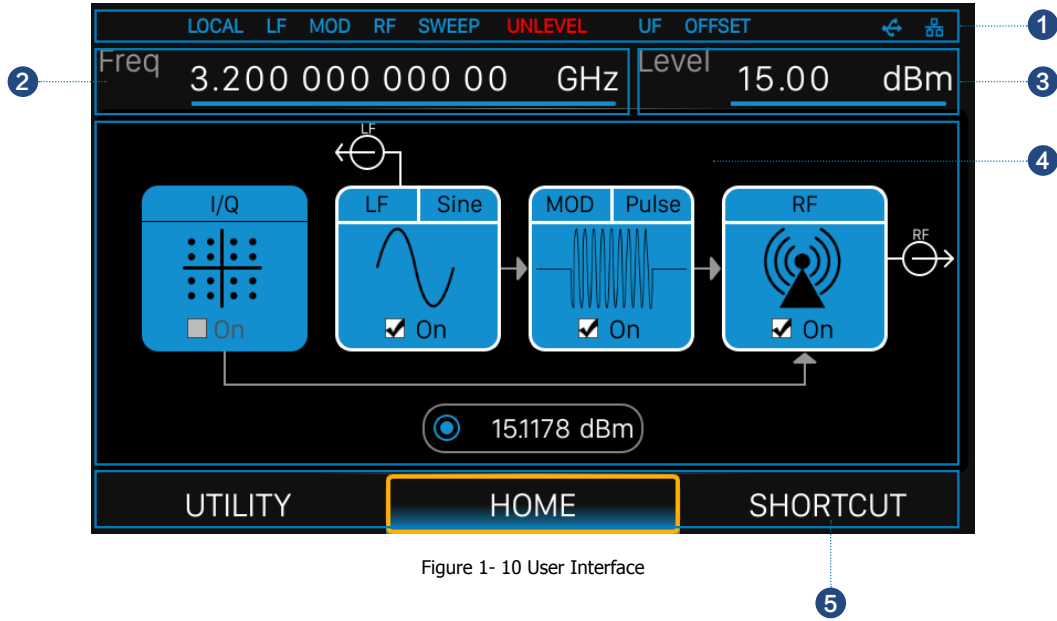 LOCAL LF MOD RF SWEEP UNLEVEL UF OFFSET
1
2
Freq 3.200 000 000 00 GHz
Level 15.00 dBm
3
LF
4
I/Q
LF Sine
MOD Pulse
RF
RF
On
On
On
On
15.1178 dBm
UTILITY HOME SHORTCUT
Figure 1- 10 User Interface
5